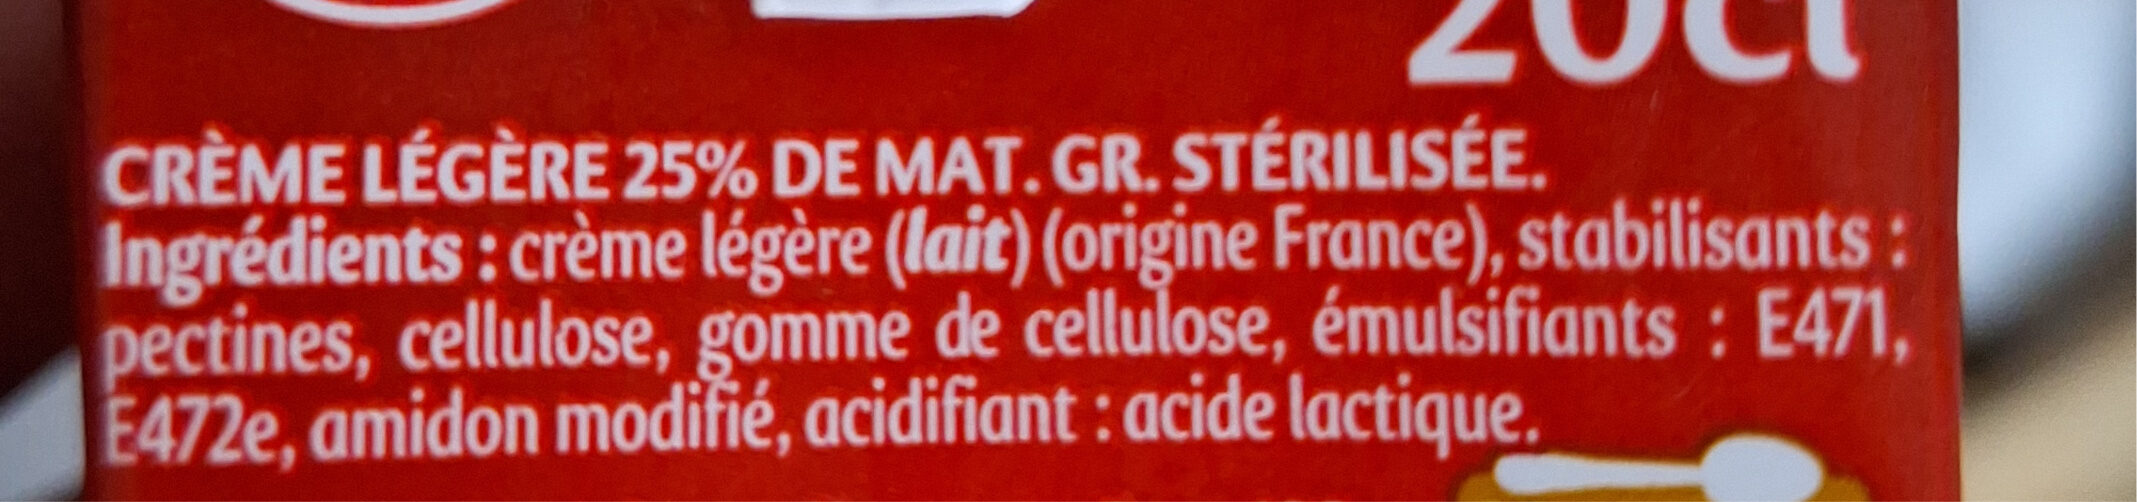 20cl
CRÈME LÉGÈRE 25% DE MAT. GR. STÉRILISÉE.
Ingrédients : crème légère (lait) (origine France), stabilisants :
pectines, cellulose, gomme de cellulose, émulsifiants : E471,
E472e, amidon modifié, acidifiant : acide lactique.